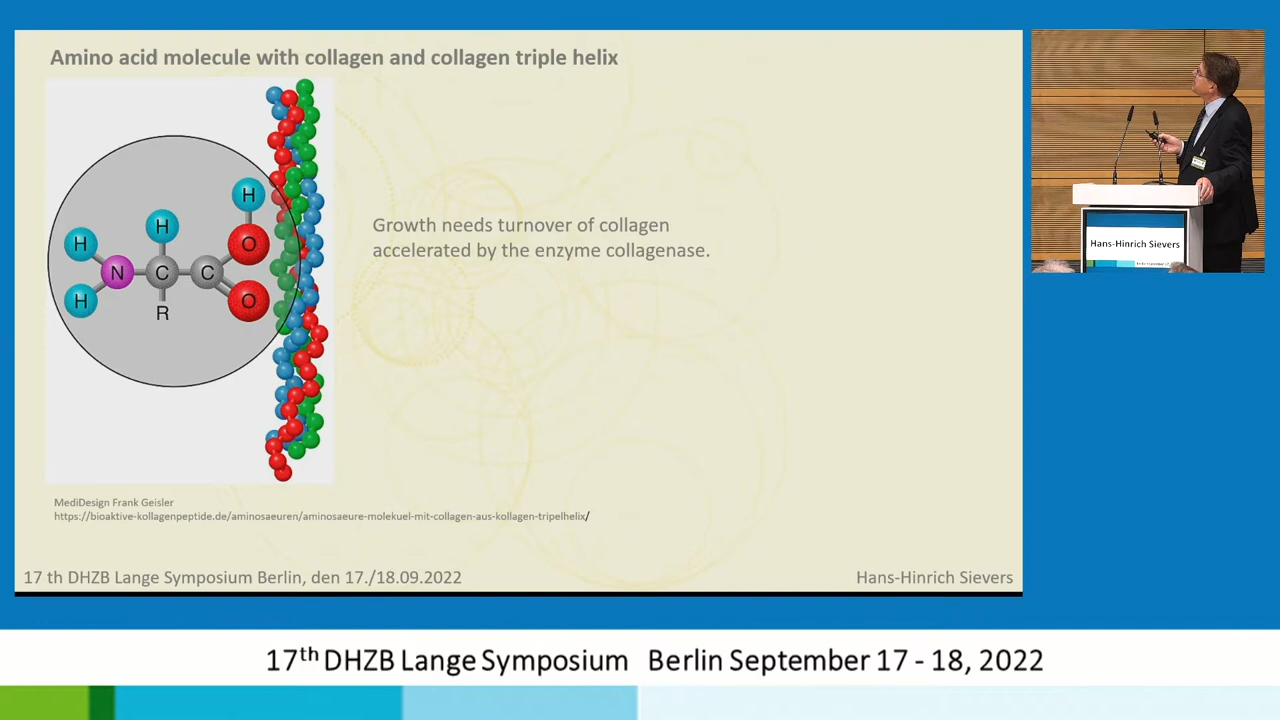 Amino acid molecule with collagen and collagen triple helix
H
H
O
H
H
N
C
C
R
O
Growth needs turnover of collagen
accelerated by the enzyme collagenase.
MediDesign Frank Geisler
https://bioaktive-kollagenpeptide.de/aminosaeuren/aminosaeure-molekuel-mit-collagen-aus-kollagen-tripelhelix/
17 th DHZB Lange Symposium Berlin, den 17./18.09.2022
Hans-Hinrich Sievers
Hans-Hinrich Sievers
17th DHZB Lange Symposium Berlin September 17 - 18, 2022